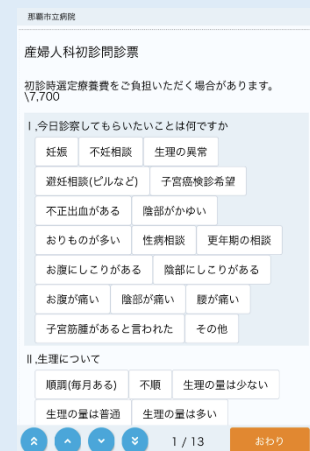 那覇市立病院
産婦人科初診問診票
初診時選定療養費をご負担いただく場合があります。
\7,700
Ⅰ,今日診察してもらいたいことは何ですか
妊娠 不妊相談 生理の異常
避妊相談(ピルなど) 子宮癌検診希望
不正出血がある 陰部がかゆい
おりものが多い 性病相談 更年期の相談
お腹にしこりがある 陰部にしこりがある
お腹が痛い 陰部が痛い 腰が痛い
子宮筋腫があると言われた その他
Ⅱ,生理について
順調(毎月ある) 不順 生理の量は少ない
生理の量は普通 生理の量は多い
1 / 13 おわり